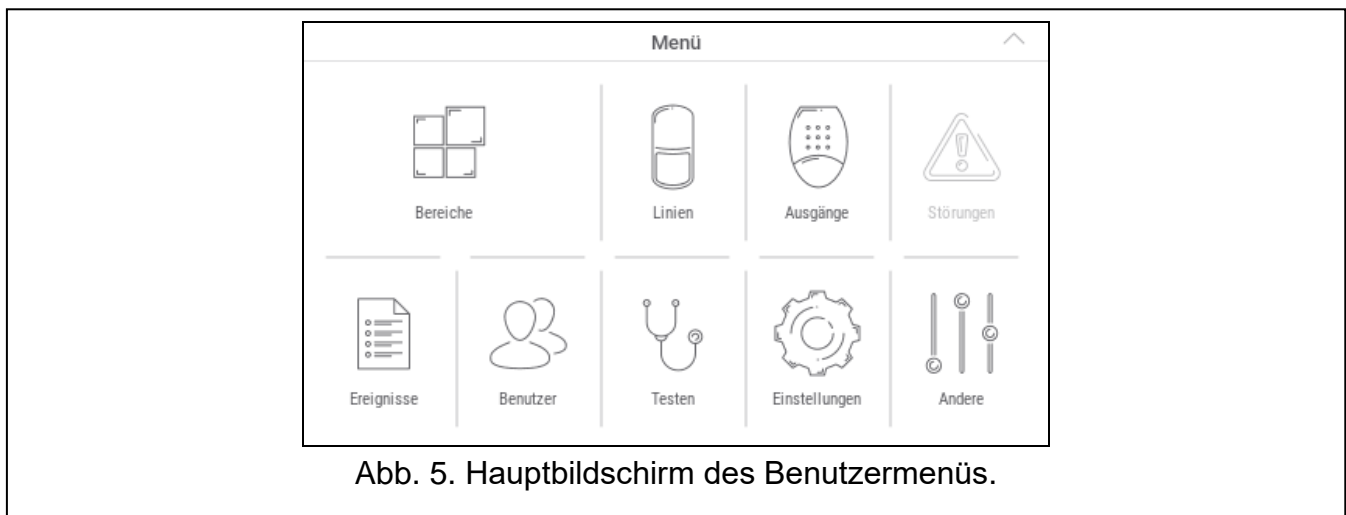 Menü
Bereiche
Linien
Ausgänge
Störungen
Ereignisse
Benutzer
Testen
Einstellungen
Andere
Abb. 5. Hauptbildschirm des Benutzermenüs.